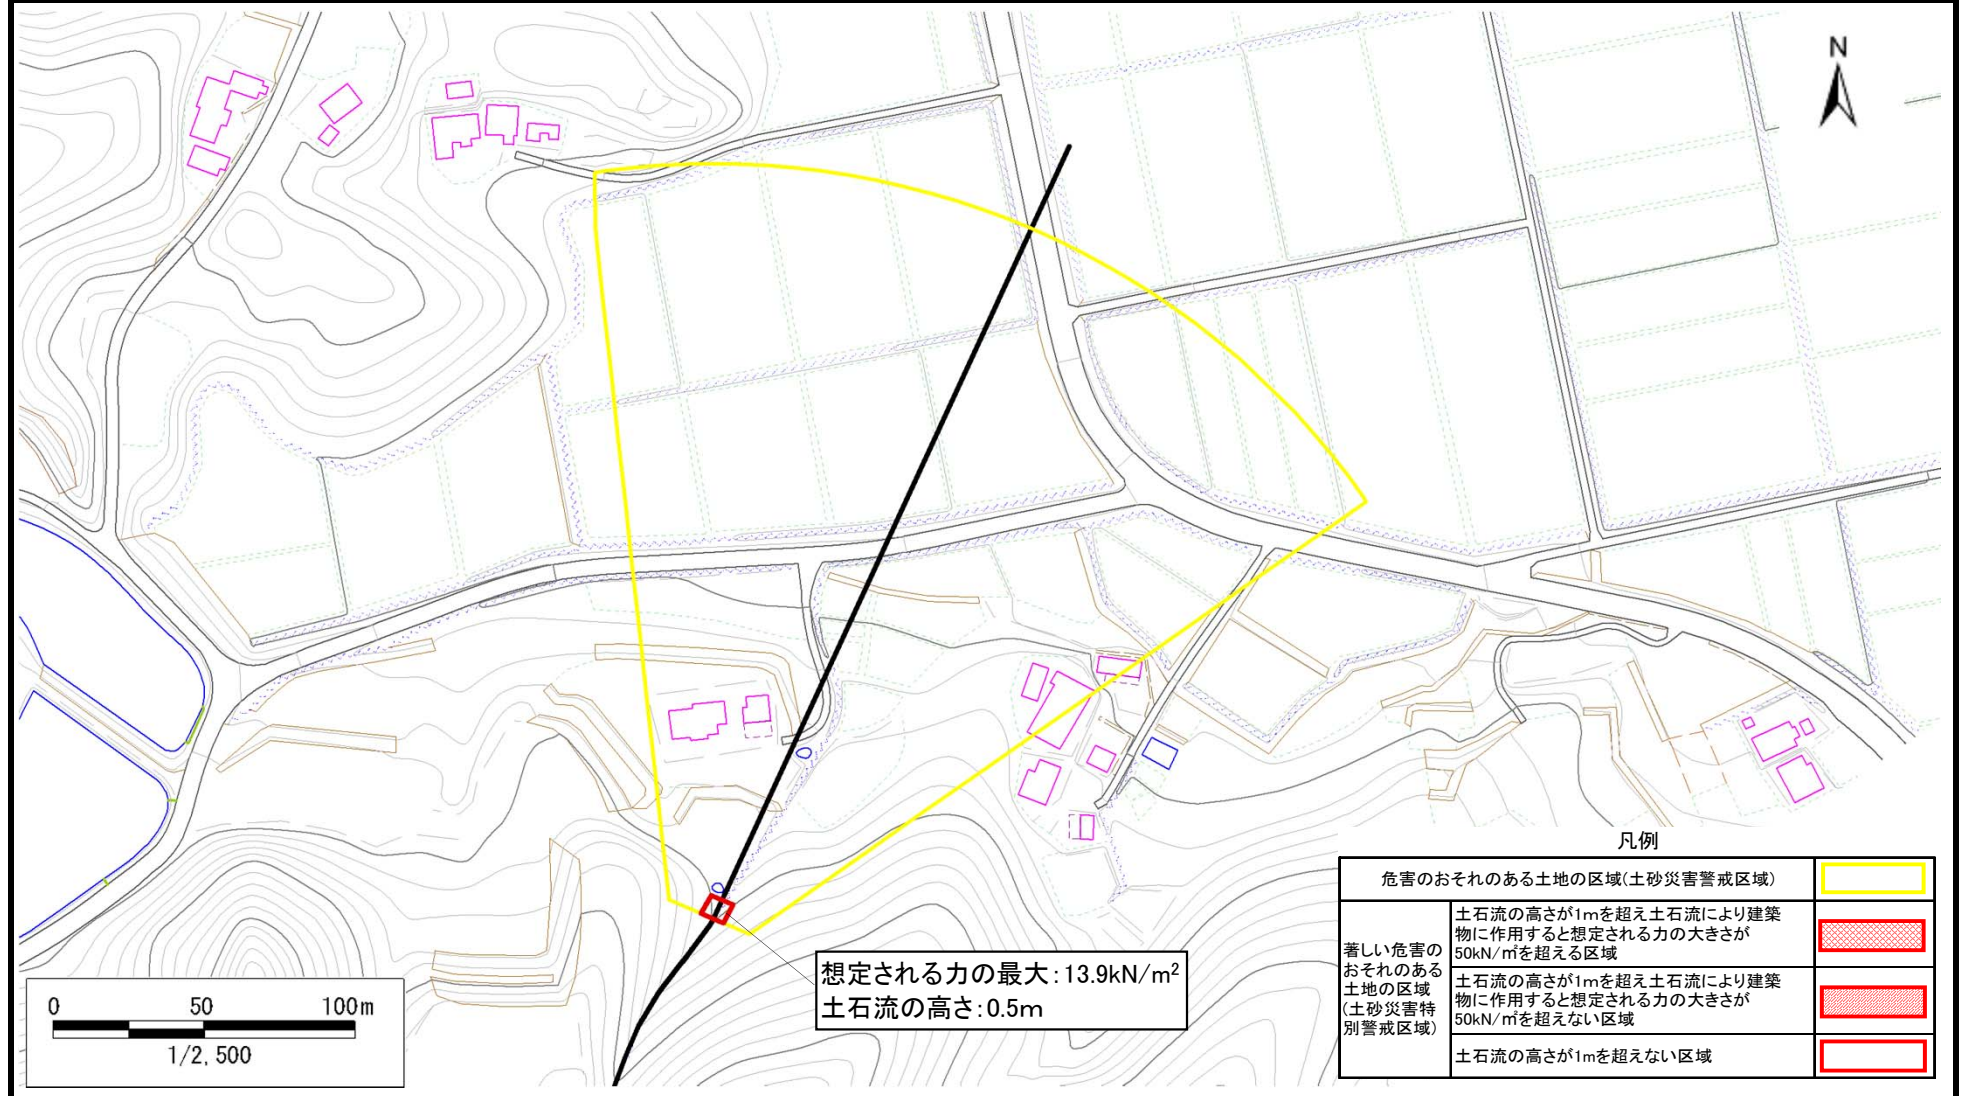 N
想定される力の最大：13.9kN/m²
土石流の高さ：0.5m
0 50 100m
1/2,500
凡例
危害のおそれのある土地の区域(土砂災害警戒区域)
著しい危害の
おそれのある
土地の区域
(土砂災害特
別警戒区域)
土石流の高さが1mを超え土石流により建築
物に作用すると想定される力の大きさが
50kN/㎡を超える区域
土石流の高さが1mを超え土石流により建築
物に作用すると想定される力の大きさが
50kN/㎡を超えない区域
土石流の高さが1mを超えない区域